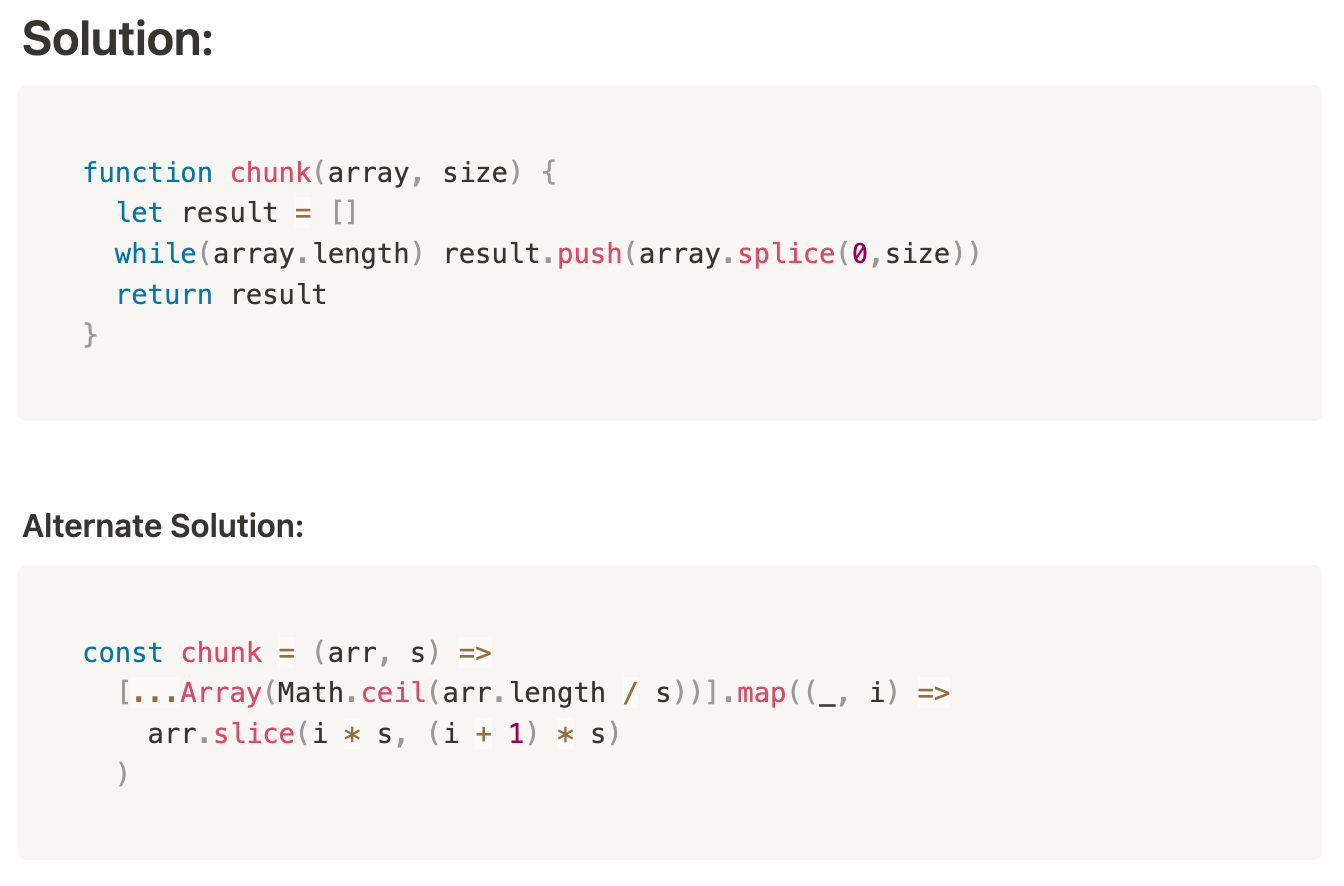 Solution:
function chunk(array, size) {
  let result = []
  while(array.length) result.push(array.splice(0,size))
  return result
}
Alternate Solution:
const chunk = (arr, s) =>
  [...Array(Math.ceil(arr.length / s))].map((_, i) =>
    arr.slice(i * s, (i + 1) * s)
  )